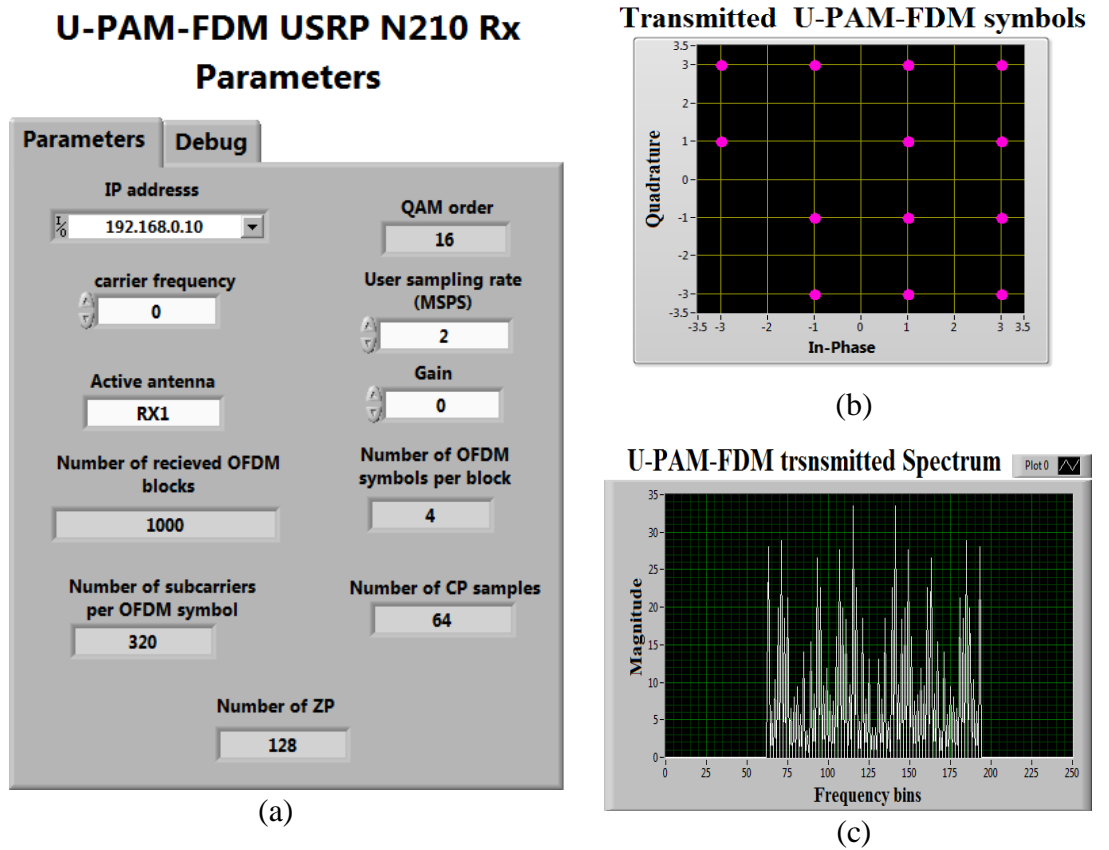 U-PAM-FDM USRP N210 Rx
Parameters
Parameters
Debug
IP addresss
I/0 192.168.0.10
QAM order
16
carrier frequency
0
User sampling rate
(MSPS)
2
Active antenna
RX1
Gain
0
Number of recieved OFDM
blocks
1000
Number of OFDM
symbols per block
4
Number of subcarriers
per OFDM symbol
320
Number of CP samples
64
Number of ZP
128
(a)
Transmitted U-PAM-FDM symbols
Quadrature
3.5
3
2
1
0
-1
-2
-3
-3.5
-3.5 -3 -2 -1 0 1 2 3 3.5
In-Phase
(b)
U-PAM-FDM trsnsmitted Spectrum
Plot 0
Magnitude
35
30
25
20
15
10
5
0
0 25 50 75 100 125 150 175 200 225 250
Frequency bins
(c)